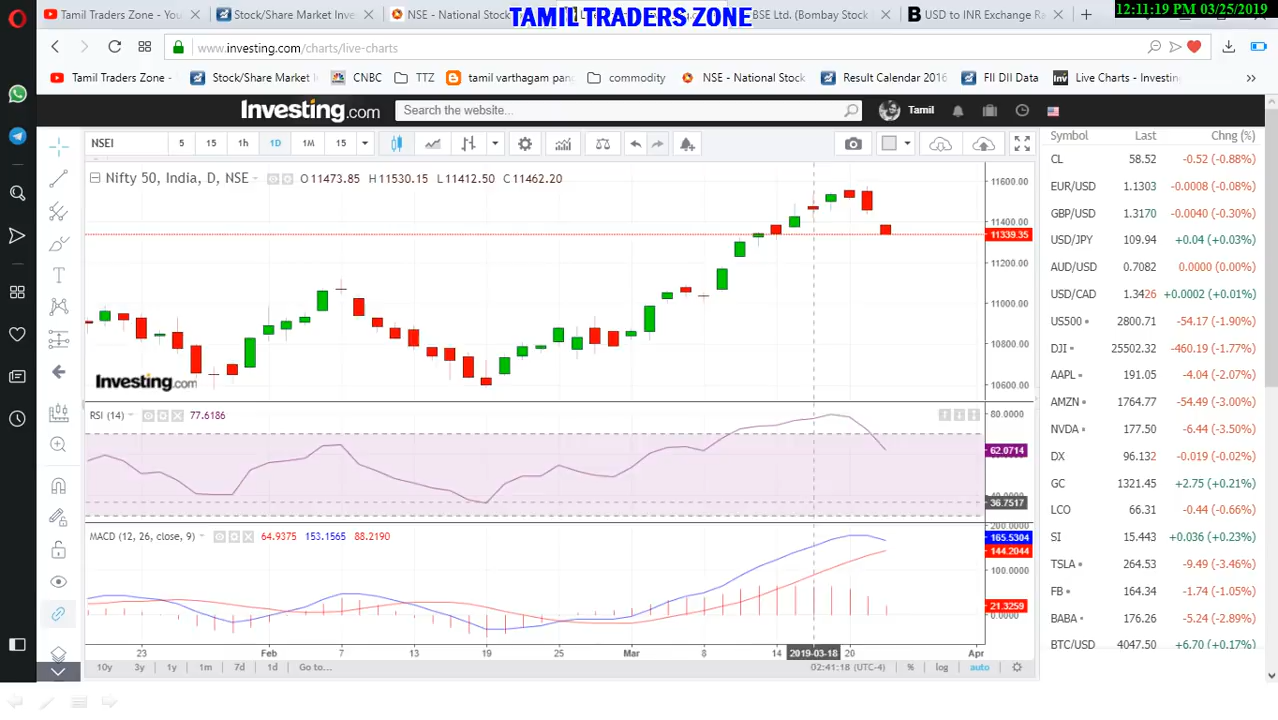 Tamil Traders Zone - You
Stock/Share Market Inve
NSE - National Stock
TAMIL TRADERS ZONE
BSE Ltd. (Bombay Stock
USD to INR Exchange Ra
12:11:19 PM 03/25/2019
www.investing.com/charts/live-charts
Tamil Traders Zone -
Stock/Share Market I
CNBC
TTZ
tamil varthagam pan
commodity
NSE - National Stock
Result Calendar 2016
FII DII Data
Inv Live Charts - Investin
Investing.com
Search the website...
Tamil
NSEI 5 15 1h 1D 1M 15
Nifty 50, India, D, NSE O11473.85 H11530.15 L11412.50 C11462.20
11600.00
11400.00
11339.35
11200.00
11000.00
10800.00
10600.00
Investing.com
RSI (14) 77.6186
80.0000
62.0714
36.7517
MACD (12, 26, close, 9) 64.9375 153.1565 88.2190
200.0000
165.5304
144.2044
100.0000
21.3259
0.0000
23 Feb 7 13 19 25 Mar 8 14 2019-03-18 20 Apr
10y 3y 1y 1m 7d 1d Go to... 02:41:18 (UTC-4) % log auto
Symbol Last Chng (%)
CL 58.52 -0.52 (-0.88%)
EUR/USD 1.1303 -0.0008 (-0.08%)
GBP/USD 1.3170 -0.0040 (-0.30%)
USD/JPY 109.94 +0.04 (+0.03%)
AUD/USD 0.7082 0.0000 (0.00%)
USD/CAD 1.3426 +0.0002 (+0.01%)
US500 2800.71 -54.17 (-1.90%)
DJI 25502.32 -460.19 (-1.77%)
AAPL 191.05 -4.04 (-2.07%)
AMZN 1764.77 -54.49 (-3.00%)
NVDA 177.50 -6.44 (-3.50%)
DX 96.132 -0.019 (-0.02%)
GC 1321.45 +2.75 (+0.21%)
LCO 66.31 -0.44 (-0.66%)
SI 15.443 +0.036 (+0.23%)
TSLA 264.53 -9.49 (-3.46%)
FB 164.34 -1.74 (-1.05%)
BABA 176.26 -5.24 (-2.89%)
BTC/USD 4047.50 +6.70 (+0.17%)